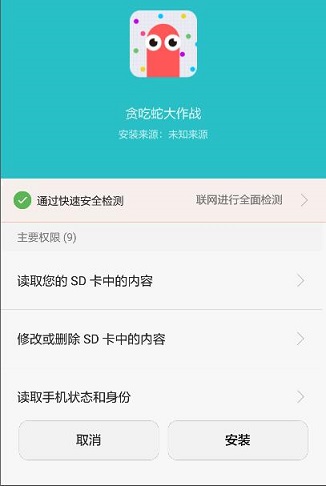 贪吃蛇大作战
安装来源：未知来源
通过快速安全检测 联网进行全面检测
主要权限 (9)
读取您的 SD 卡中的内容
修改或删除 SD 卡中的内容
读取手机状态和身份
取消 安装